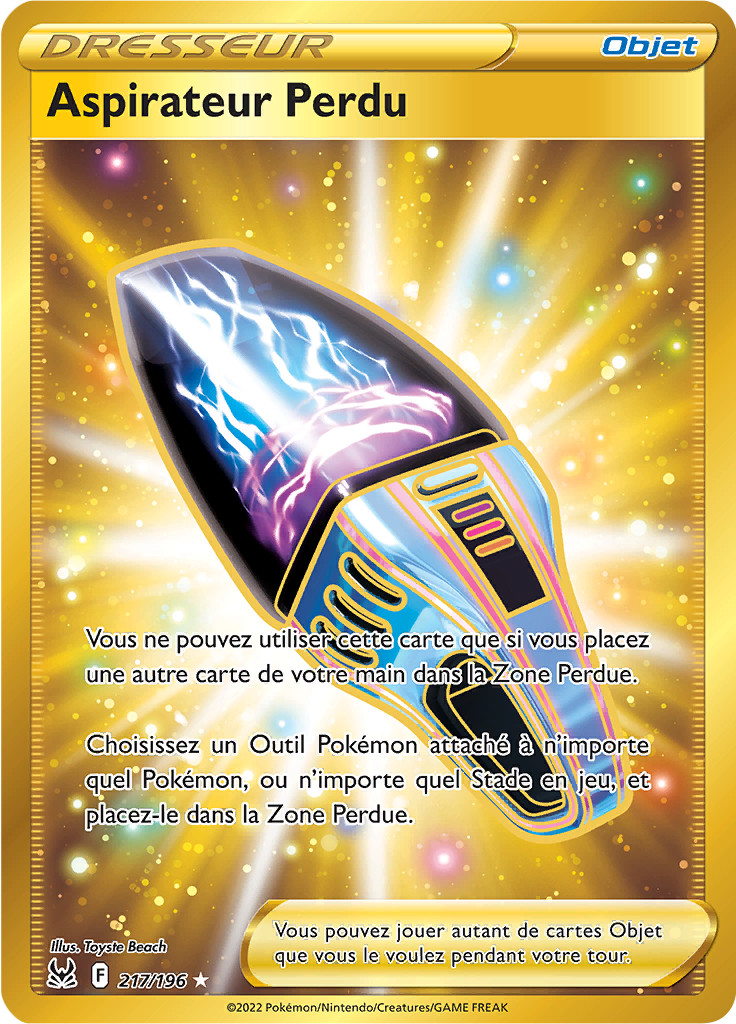 DRESSEUR
Objet
Aspirateur Perdu
Vous ne pouvez utiliser cette carte que si vous placez
une autre carte de votre main dans la Zone Perdue.
Choisissez un Outil Pokémon attaché à n'importe
quel Pokémon, ou n'importe quel Stade en jeu, et
placez-le dans la Zone Perdue.
Vous pouvez jouer autant de cartes Objet
que vous le voulez pendant votre tour.
Illus. Toyste Beach
F 217/196 ★
©2022 Pokémon/Nintendo/Creatures/GAME FREAK